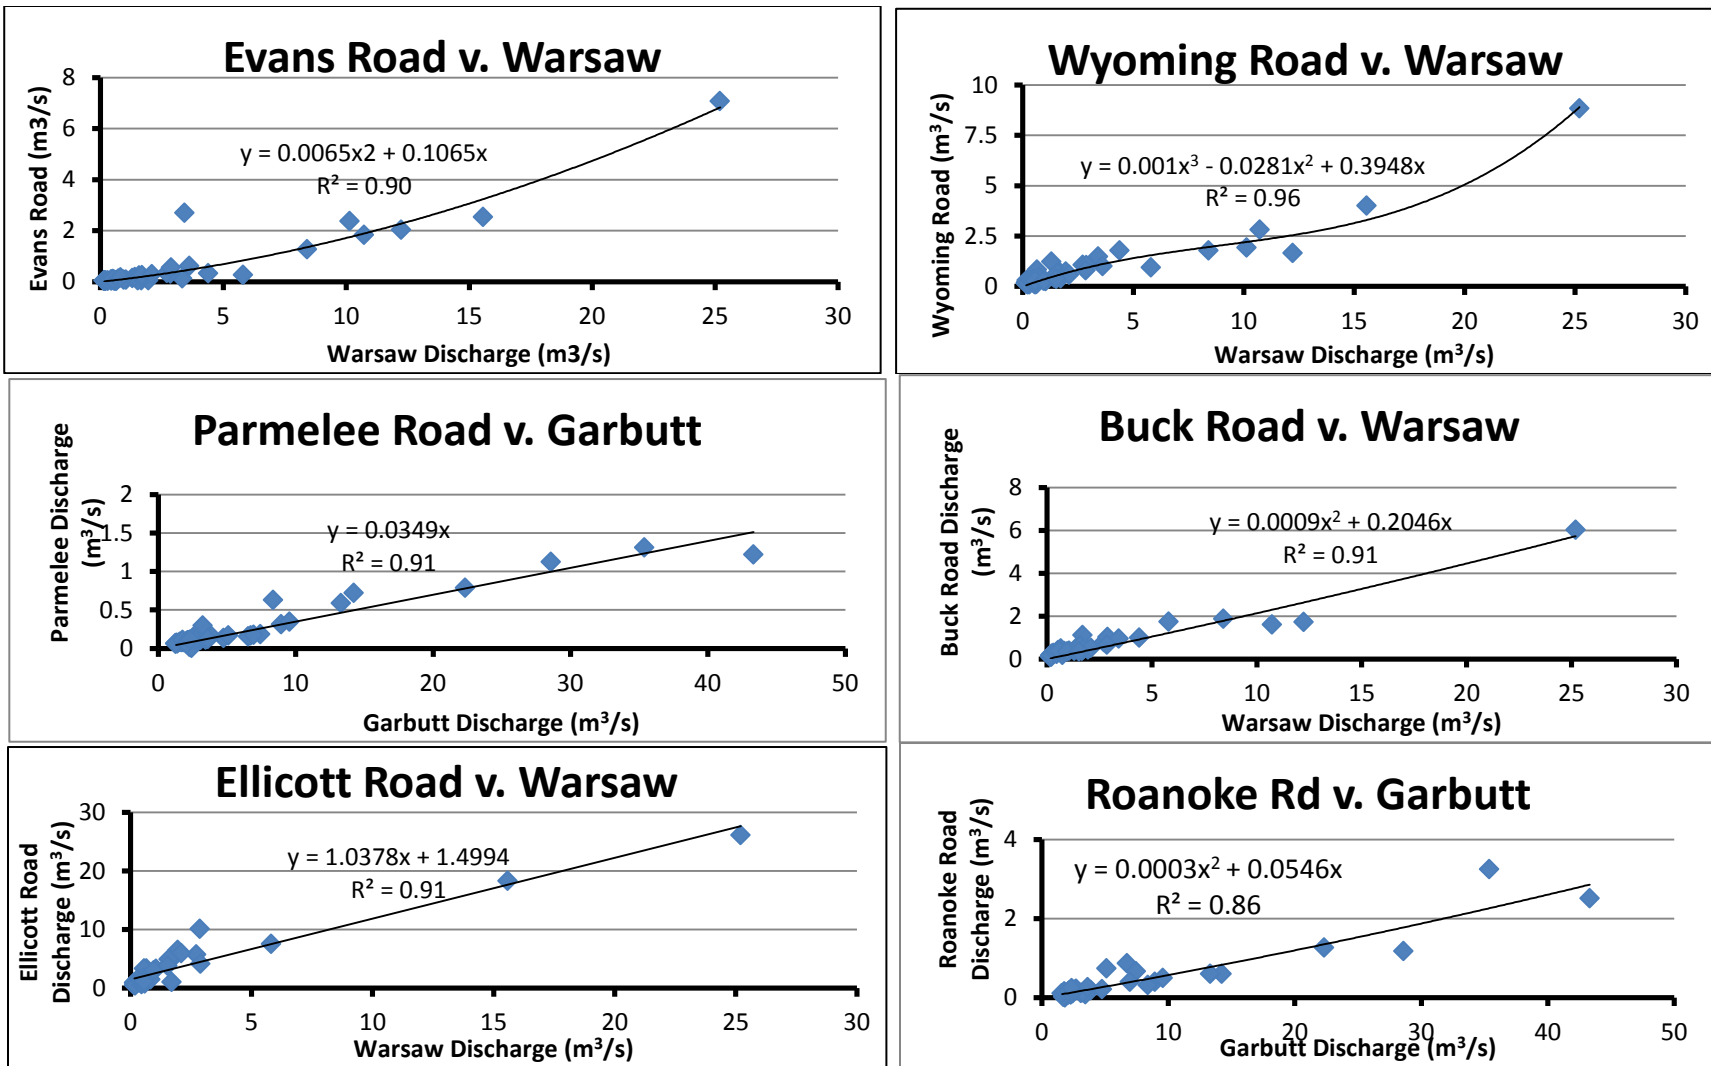 Evans Road v. Warsaw
Evans Road (m3/s)
8
6
4
2
0
y = 0.0065x2 + 0.1065x
R² = 0.90
0 5 10 15 20 25 30
Warsaw Discharge (m3/s)
Wyoming Road v. Warsaw
Wyoming Road (m³/s)
10
7.5
5
2.5
0
y = 0.001x³ - 0.0281x² + 0.3948x
R² = 0.96
0 5 10 15 20 25 30
Warsaw Discharge (m³/s)
Parmelee Road v. Garbutt
Parmelee Discharge
(m³/s)
2
1.5
1
0.5
0
y = 0.0349x
R² = 0.91
0 10 20 30 40 50
Garbutt Discharge (m³/s)
Buck Road v. Warsaw
Buck Road Discharge
(m³/s)
8
6
4
2
0
y = 0.0009x² + 0.2046x
R² = 0.91
0 5 10 15 20 25 30
Warsaw Discharge (m³/s)
Ellicott Road v. Warsaw
Ellicott Road
Discharge (m³/s)
30
20
10
0
y = 1.0378x + 1.4994
R² = 0.91
0 5 10 15 20 25 30
Warsaw Discharge (m³/s)
Roanoke Rd v. Garbutt
Roanoke Road
Discharge (m³/s)
4
2
0
y = 0.0003x² + 0.0546x
R² = 0.86
0 10 20 30 40 50
Garbutt Discharge (m³/s)